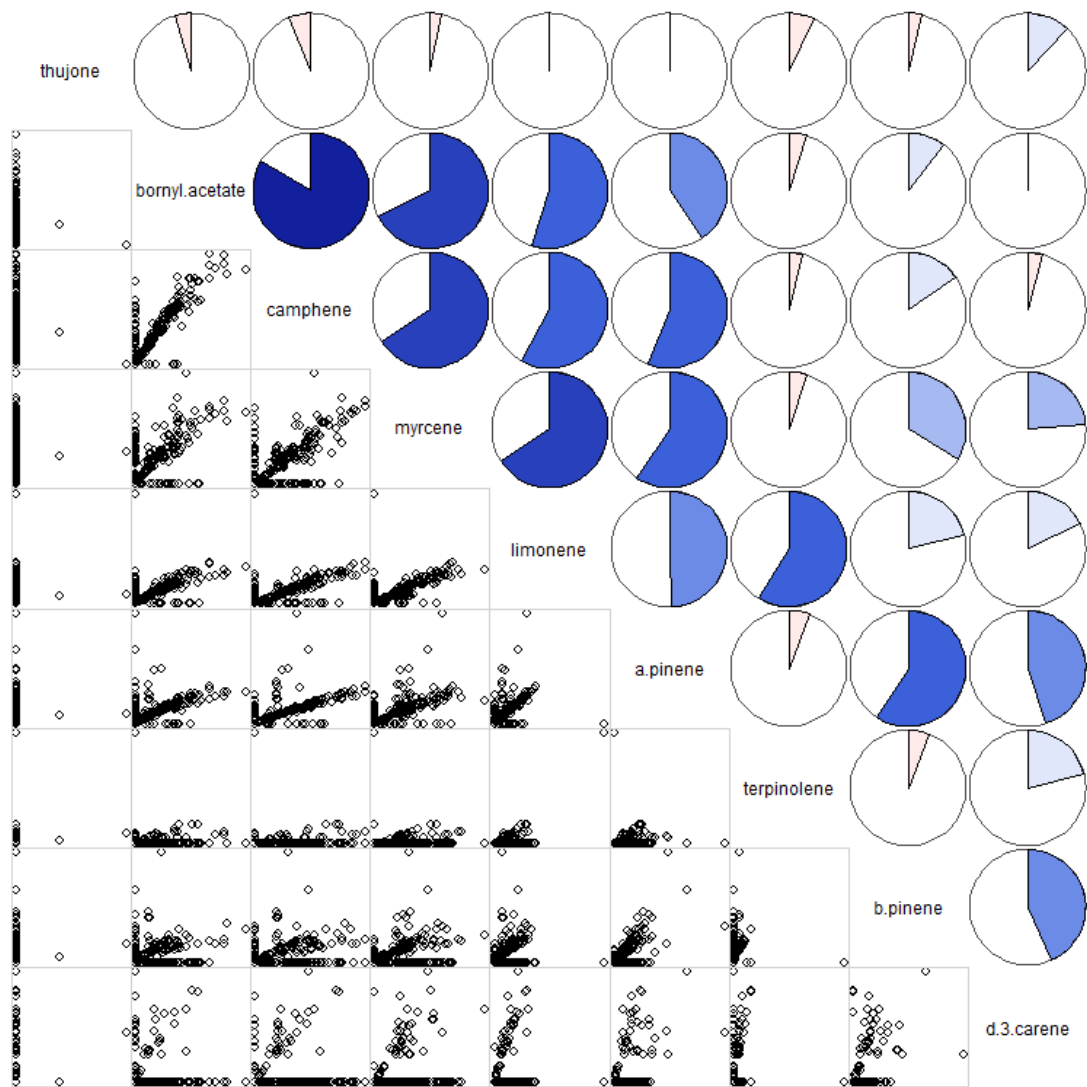 thujone
bornyl.acetate
camphene
myrcene
limonene
a.pinene
terpinolene
b.pinene
d.3.carene